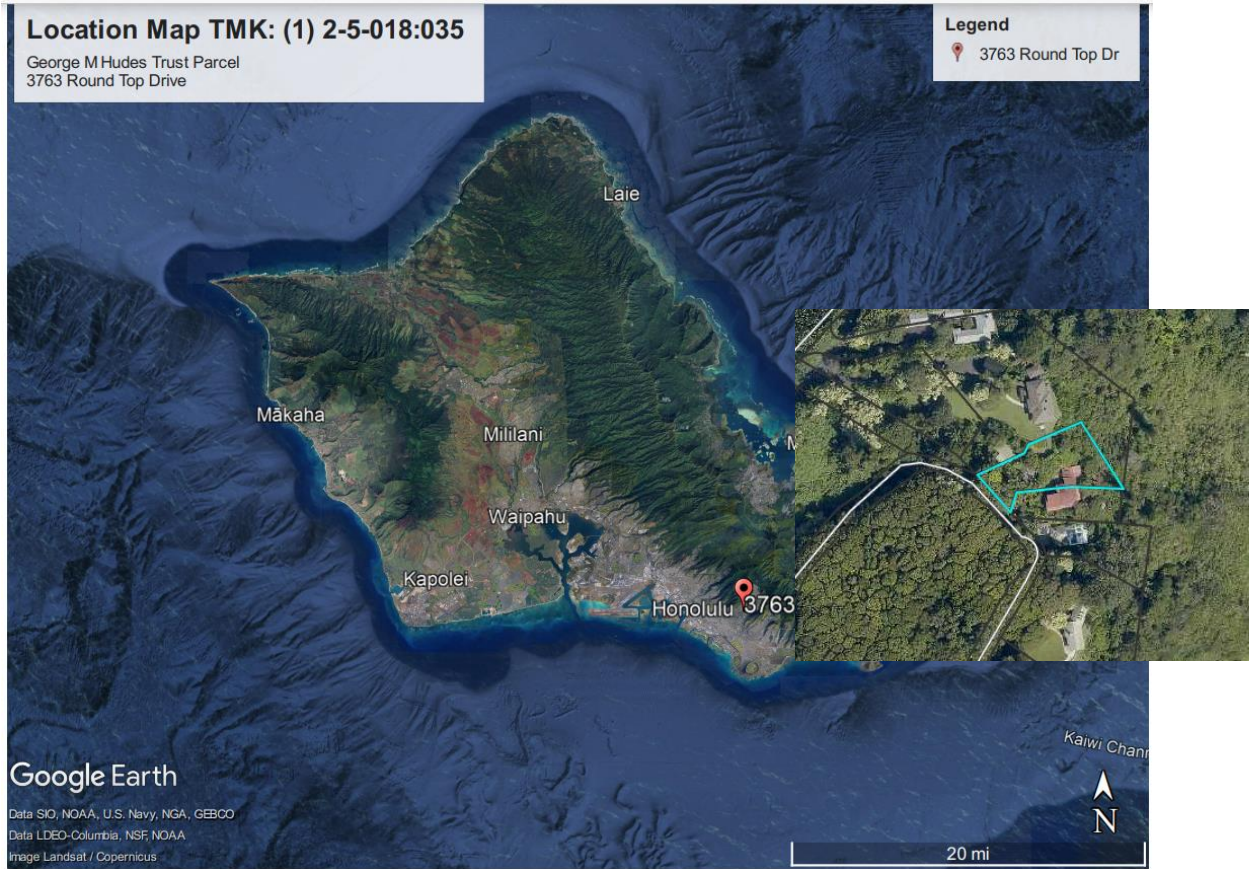 Location Map TMK: (1) 2-5-018:035
George M Hudes Trust Parcel
3763 Round Top Drive
Legend
3763 Round Top Dr
Laie
Mākaha
Mililani
M
Waipahu
Kapolei
Honolulu
3763
Kaiwi Chann
Google Earth
N
Data SIO, NOAA, U.S. Navy, NGA, GEBCO
Data LDEO-Columbia, NSF, NOAA
Image Landsat / Copernicus
20 mi